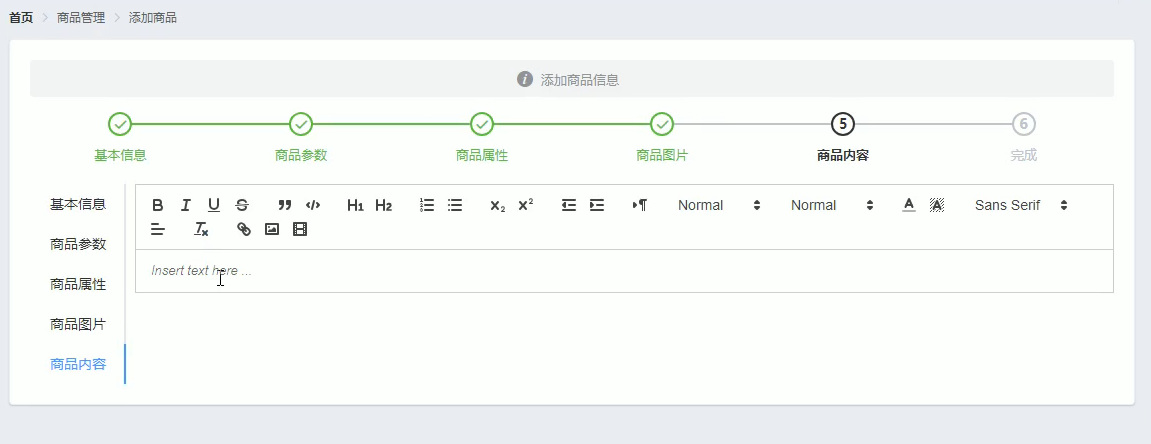 首页 > 商品管理 > 添加商品
添加商品信息
5 6
基本信息 商品参数 商品属性 商品图片 商品内容 完成
基本信息
商品参数
商品属性
商品图片
商品内容
B I U S H1 H2 X2 X2 Normal Normal A A Sans Serif
Tx
Insert text here ...